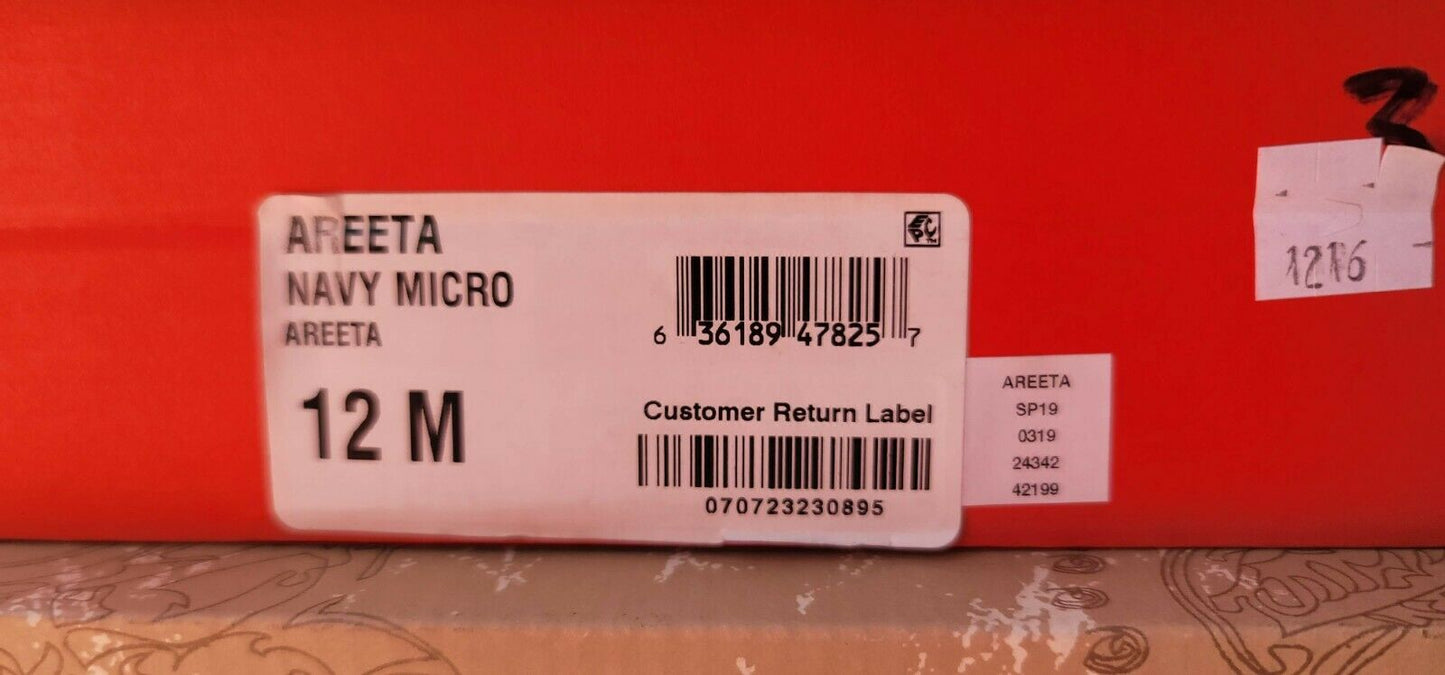 3
AREETA
NAVY MICRO
AREETA
12 M
EPC
6 36189 47825 7
Customer Return Label
070723230895
AREETA
SP19
0319
24342
42199